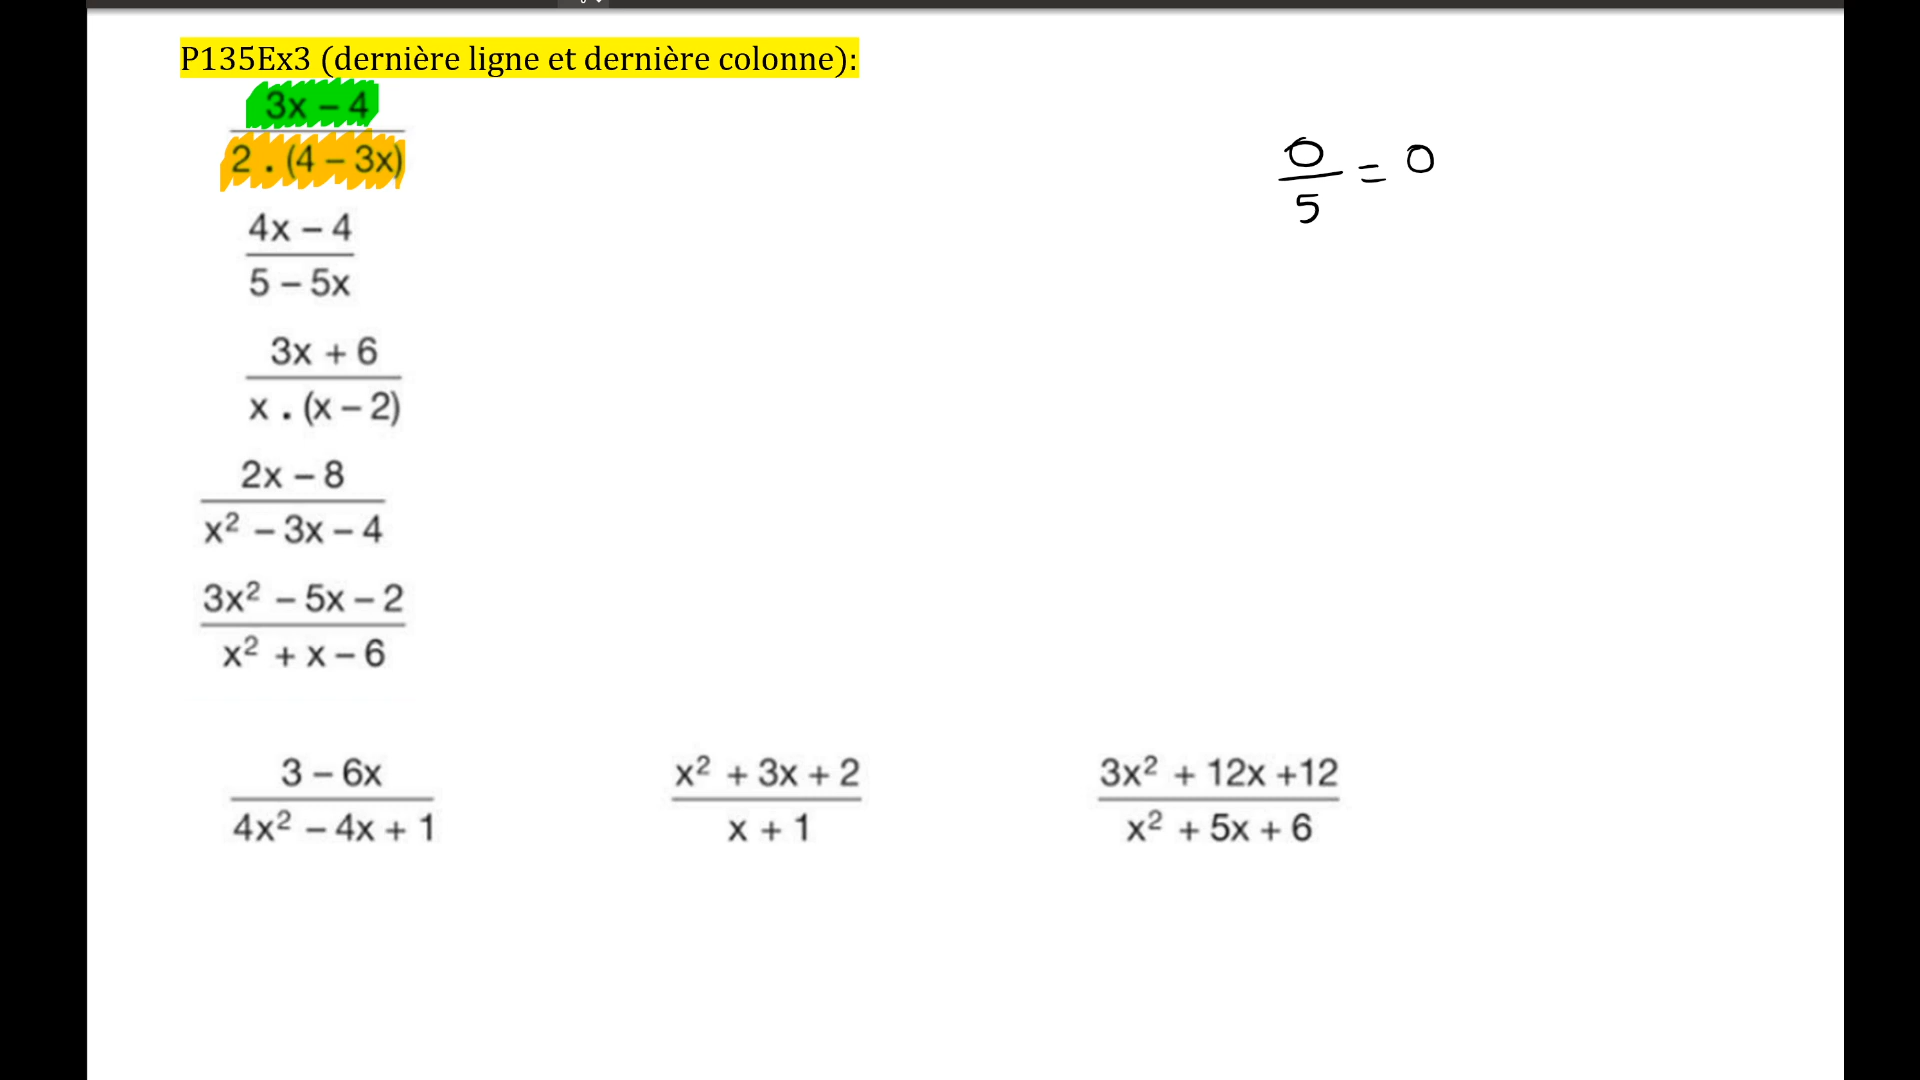 P135Ex3 (dernière ligne et dernière colonne):
3x – 4
2 . (4 – 3x)
0
5
= 0
4x – 4
5 – 5x
3x + 6
x . (x – 2)
2x – 8
x² – 3x – 4
3x² – 5x – 2
x² + x – 6
3 – 6x
4x² – 4x + 1
x² + 3x + 2
x + 1
3x² + 12x +12
x² + 5x + 6